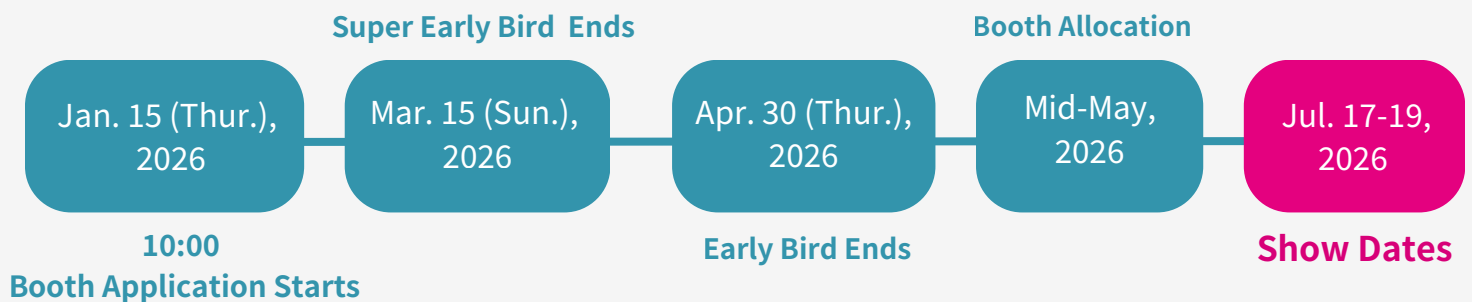 Super Early Bird Ends
Booth Allocation
Jan. 15 (Thur.),
2026
Mar. 15 (Sun.),
2026
Apr. 30 (Thur.),
2026
Mid-May,
2026
Jul. 17-19,
2026
10:00
Booth Application Starts
Early Bird Ends
Show Dates